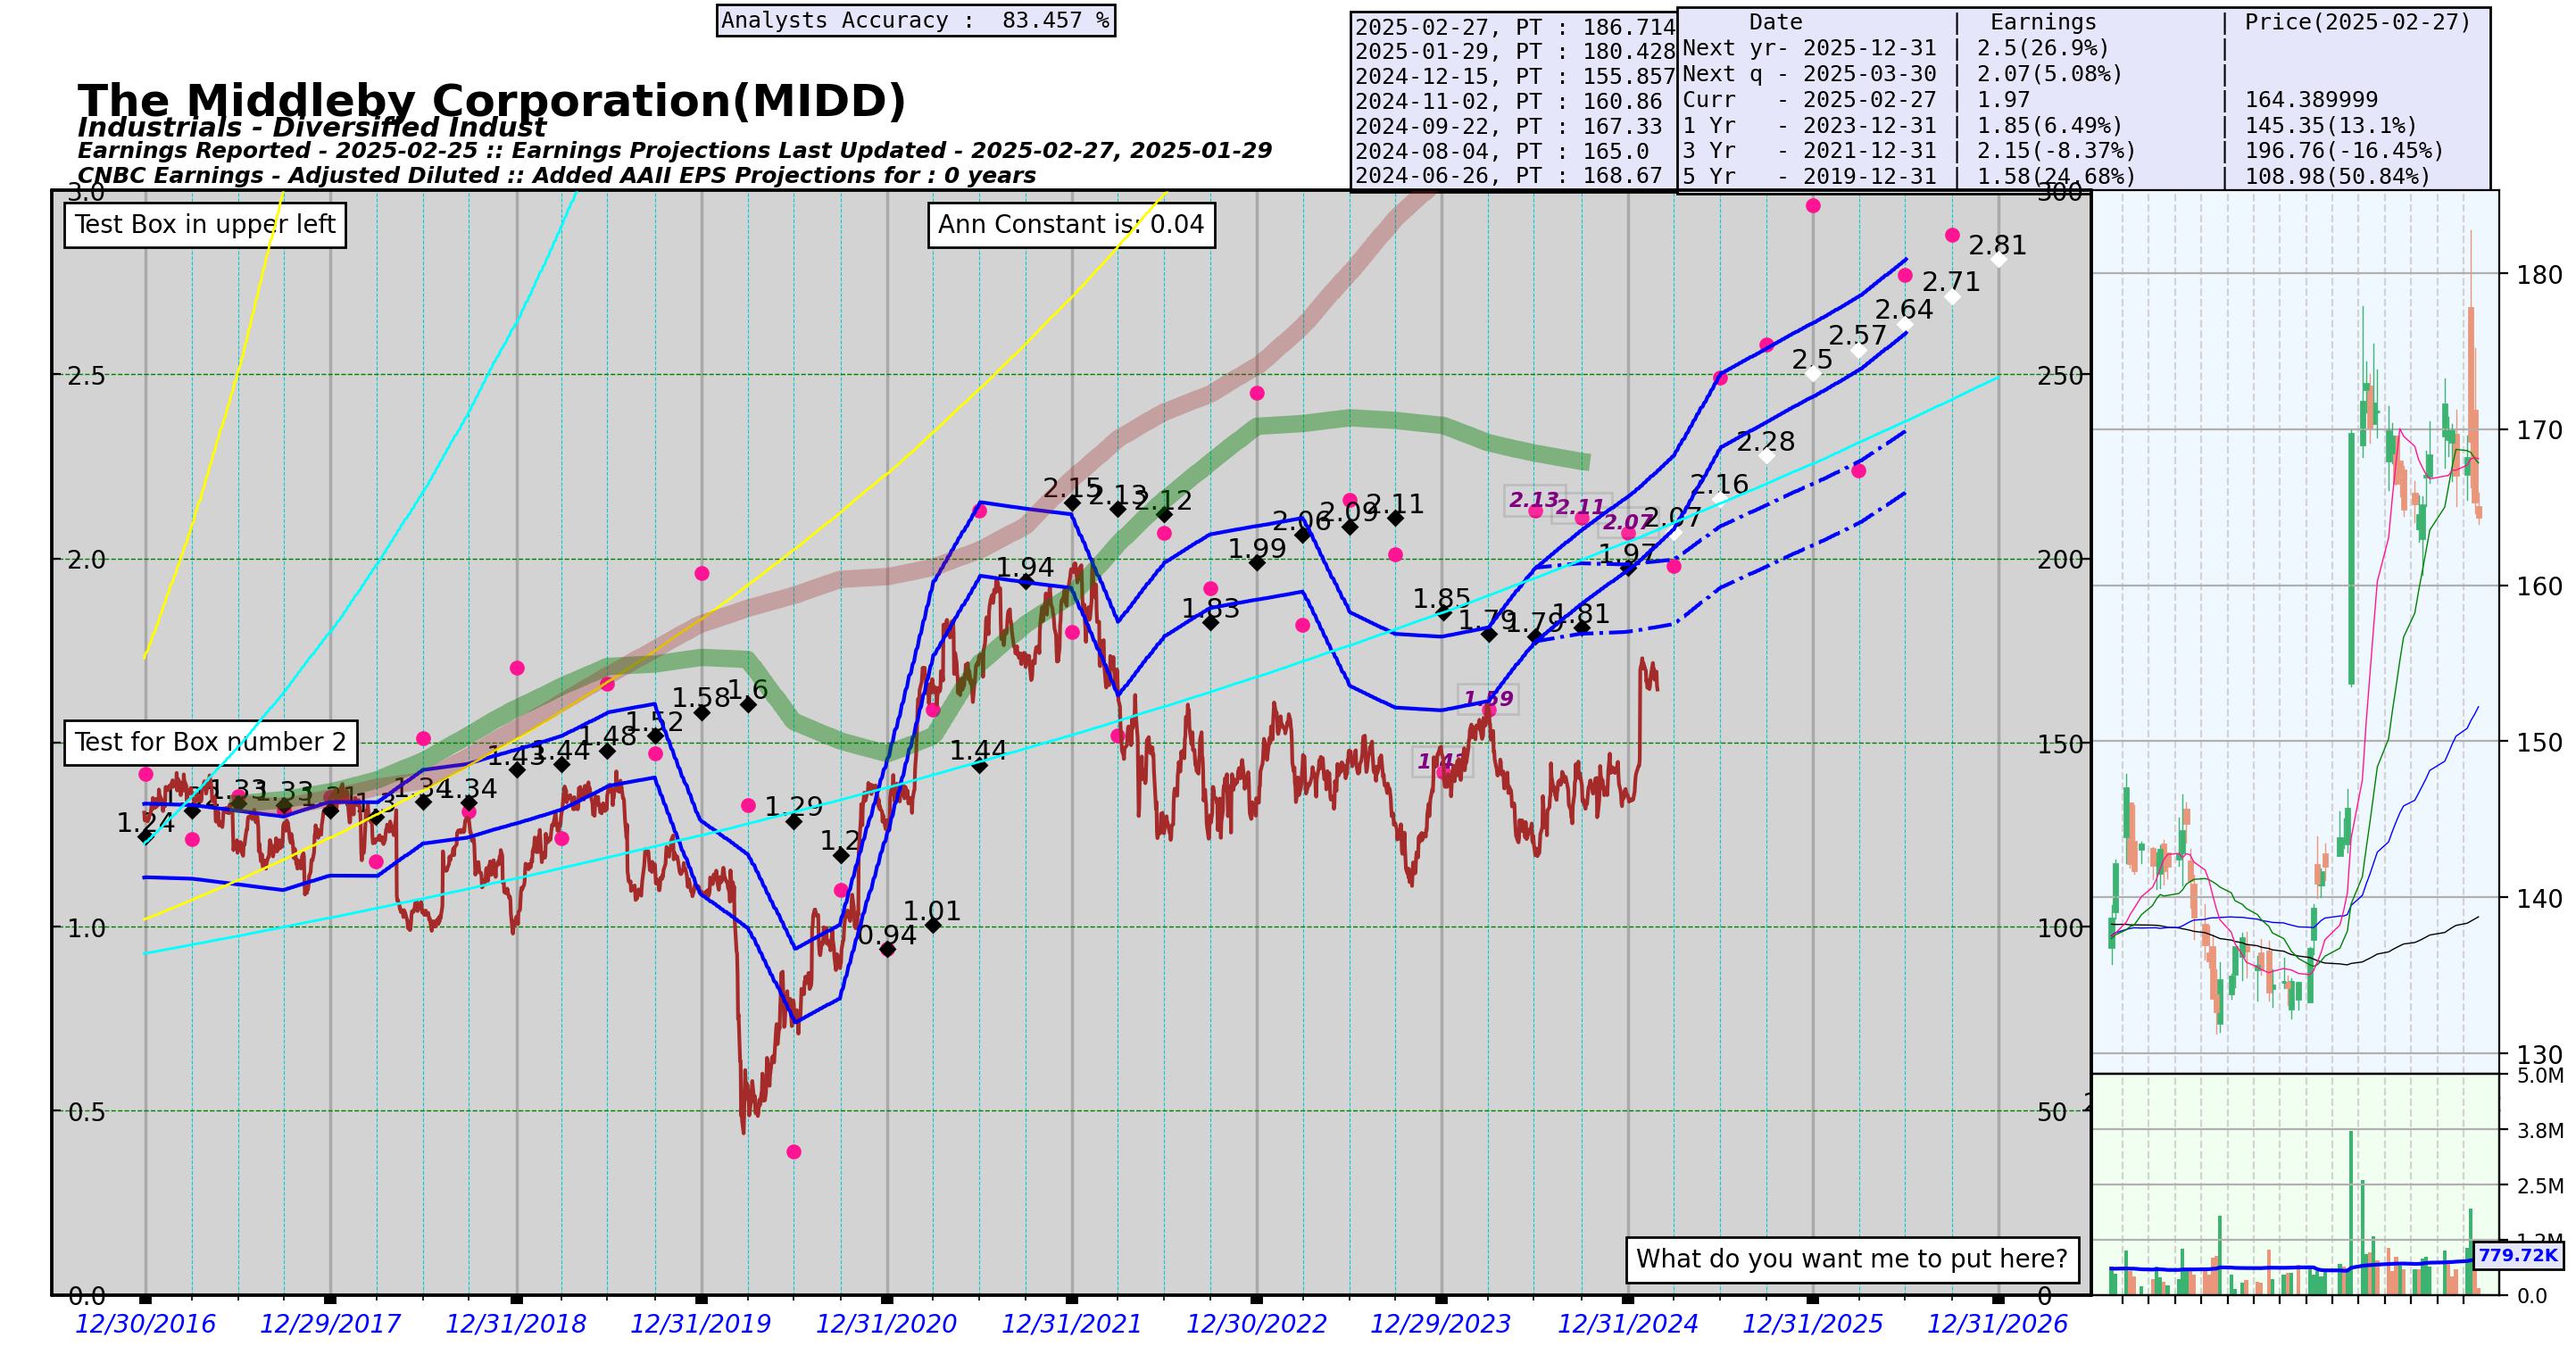 Analysts Accuracy :  83.457 %
2025-02-27, PT : 186.714
2025-01-29, PT : 180.428
2024-12-15, PT : 155.857
2024-11-02, PT : 160.86
2024-09-22, PT : 167.33
2024-08-04, PT : 165.0
2024-06-26, PT : 168.67
Date | Earnings | Price(2025-02-27)
Next yr- 2025-12-31 | 2.5(26.9%) |
Next q - 2025-03-30 | 2.07(5.08%) |
Curr - 2025-02-27 | 1.97 | 164.389999
1 Yr - 2023-12-31 | 1.85(6.49%) | 145.35(13.1%)
3 Yr - 2021-12-31 | 2.15(-8.37%) | 196.76(-16.45%)
5 Yr - 2019-12-31 | 1.58(24.68%) | 108.98(50.84%)
The Middleby Corporation(MIDD)
Industrials - Diversified Indust
Earnings Reported - 2025-02-25 :: Earnings Projections Last Updated - 2025-02-27, 2025-01-29
CNBC Earnings - Adjusted Diluted :: Added AAII EPS Projections for : 0 years
Test Box in upper left
Ann Constant is: 0.04
Test for Box number 2
What do you want me to put here?
3.0
2.5
2.0
1.0
0.5
0.0
300
250
200
150
100
50
0
1.24
1.33
1.33
1.34
1.34
1.43
1.44
1.48
1.52
1.58
1.6
1.29
1.2
0.94
1.01
1.44
1.94
2.15
2.13
2.12
1.83
1.99
2.06
2.09
2.11
1.85
1.79
1.79
1.81
1.97
2.07
2.16
2.28
2.5
2.57
2.64
2.71
2.81
1.59
2.13
2.11
2.07
180
170
160
150
140
130
5.0M
3.8M
2.5M
779.72K
0.0
12/30/2016
12/29/2017
12/31/2018
12/31/2019
12/31/2020
12/31/2021
12/30/2022
12/29/2023
12/31/2024
12/31/2025
12/31/2026